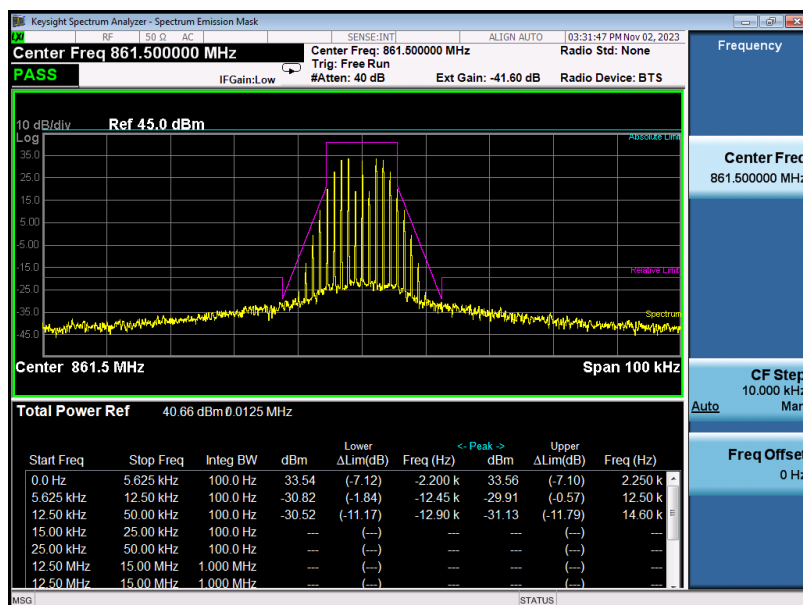 Keysight Spectrum Analyzer - Spectrum Emission Mask
LXI RF 50 Ω AC SENSE:INT ALIGN AUTO 03:31:47 PM Nov 02, 2023
Center Freq 861.500000 MHz Center Freq: 861.500000 MHz Radio Std: None
Trig: Free Run
PASS IFGain:Low #Atten: 40 dB Ext Gain: -41.60 dB Radio Device: BTS
Frequency
Center Freq
861.500000 MHz
CF Step
10.000 kHz
Auto Man
Freq Offset
0 Hz
10 dB/div Ref 45.0 dBm
Log
Absolute Limit
35.0
25.0
15.0
5.00
-5.00
-15.0
Relative Limit
-25.0
-35.0
Spectrum
-45.0
Center 861.5 MHz Span 100 kHz
Total Power Ref 40.66 dBm / 0.0125 MHz
Lower <- Peak -> Upper
Start Freq Stop Freq Integ BW dBm ΔLim(dB) Freq (Hz) dBm ΔLim(dB) Freq (Hz)
0.0 Hz 5.625 kHz 100.0 Hz 33.54 (-7.12) -2.200 k 33.56 (-7.10) 2.250 k
5.625 kHz 12.50 kHz 100.0 Hz -30.82 (-1.84) -12.45 k -29.91 (-0.57) 12.50 k
12.50 kHz 50.00 kHz 100.0 Hz -30.52 (-11.17) -12.90 k -31.13 (-11.79) 14.60 k
15.00 kHz 25.00 kHz 100.0 Hz --- (---) --- (---)
25.00 kHz 50.00 kHz 100.0 Hz --- (---) --- (---)
12.50 MHz 15.00 MHz 1.000 MHz --- (---) --- (---)
MSG STATUS